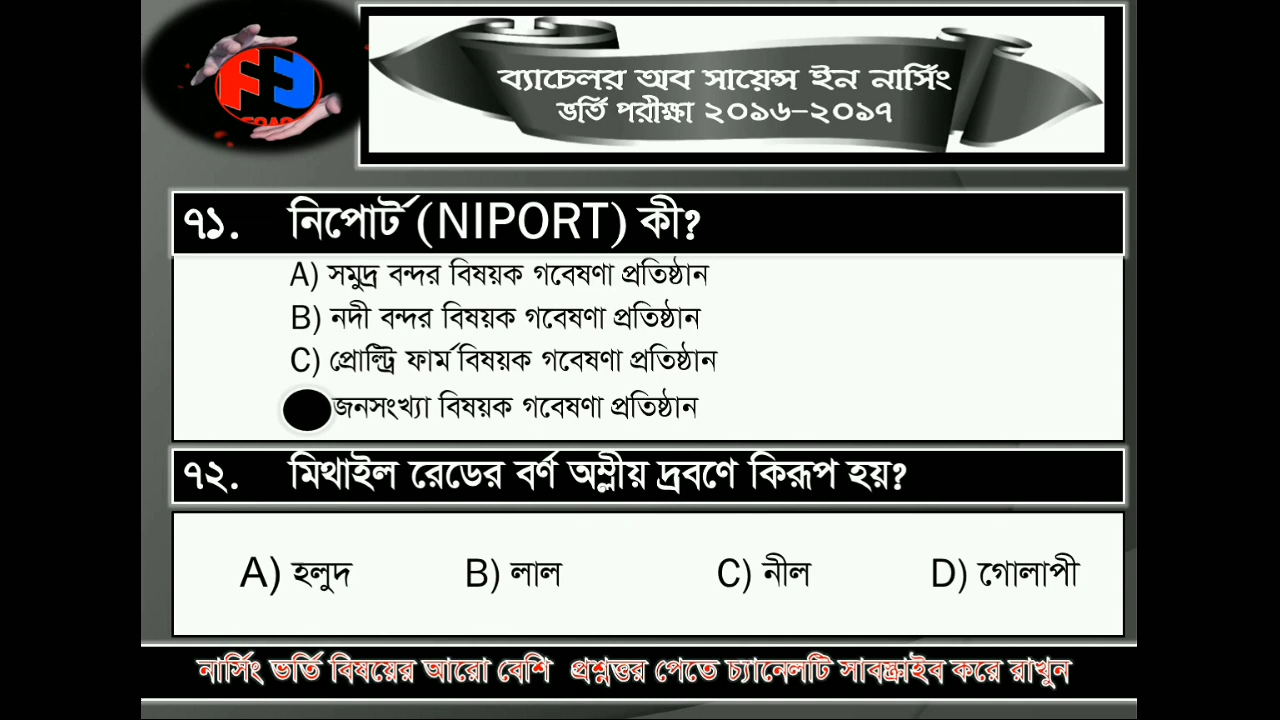 ব্যাচেলর অব সায়েন্স ইন নার্সিং
ভর্তি পরীক্ষা ২০১৬-২০১৭
৭১. নিপোর্ট (NIPORT) কী?
A) সমুদ্র বন্দর বিষয়ক গবেষণা প্রতিষ্ঠান
B) নদী বন্দর বিষয়ক গবেষণা প্রতিষ্ঠান
C) প্রোল্ট্রি ফার্ম বিষয়ক গবেষণা প্রতিষ্ঠান
জনসংখ্যা বিষয়ক গবেষণা প্রতিষ্ঠান
৭২. মিথাইল রেডের বর্ণ অম্লীয় দ্রবণে কিরূপ হয়?
A) হলুদ B) লাল C) নীল D) গোলাপী
নার্সিং ভর্তি বিষয়ের আরো বেশি প্রশ্নত্তর পেতে চ্যানেলটি সাবস্ক্রাইব করে রাখুন